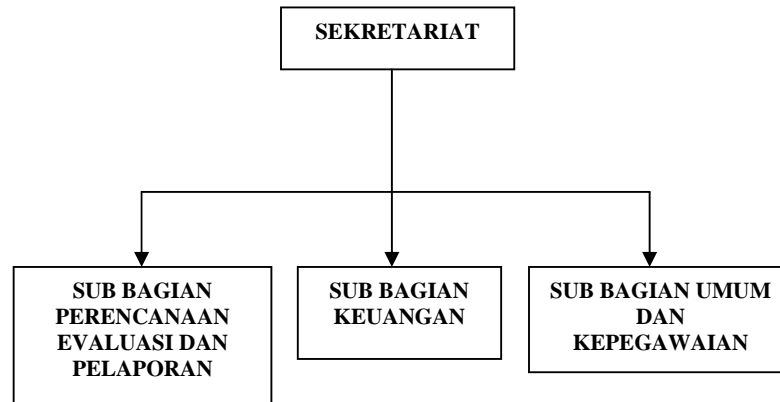 SEKRETARIAT
SUB BAGIAN
PERENCANAAN
EVALUASI DAN
PELAPORAN
SUB BAGIAN
KEUANGAN
SUB BAGIAN UMUM
DAN
KEPEGAWAIAN